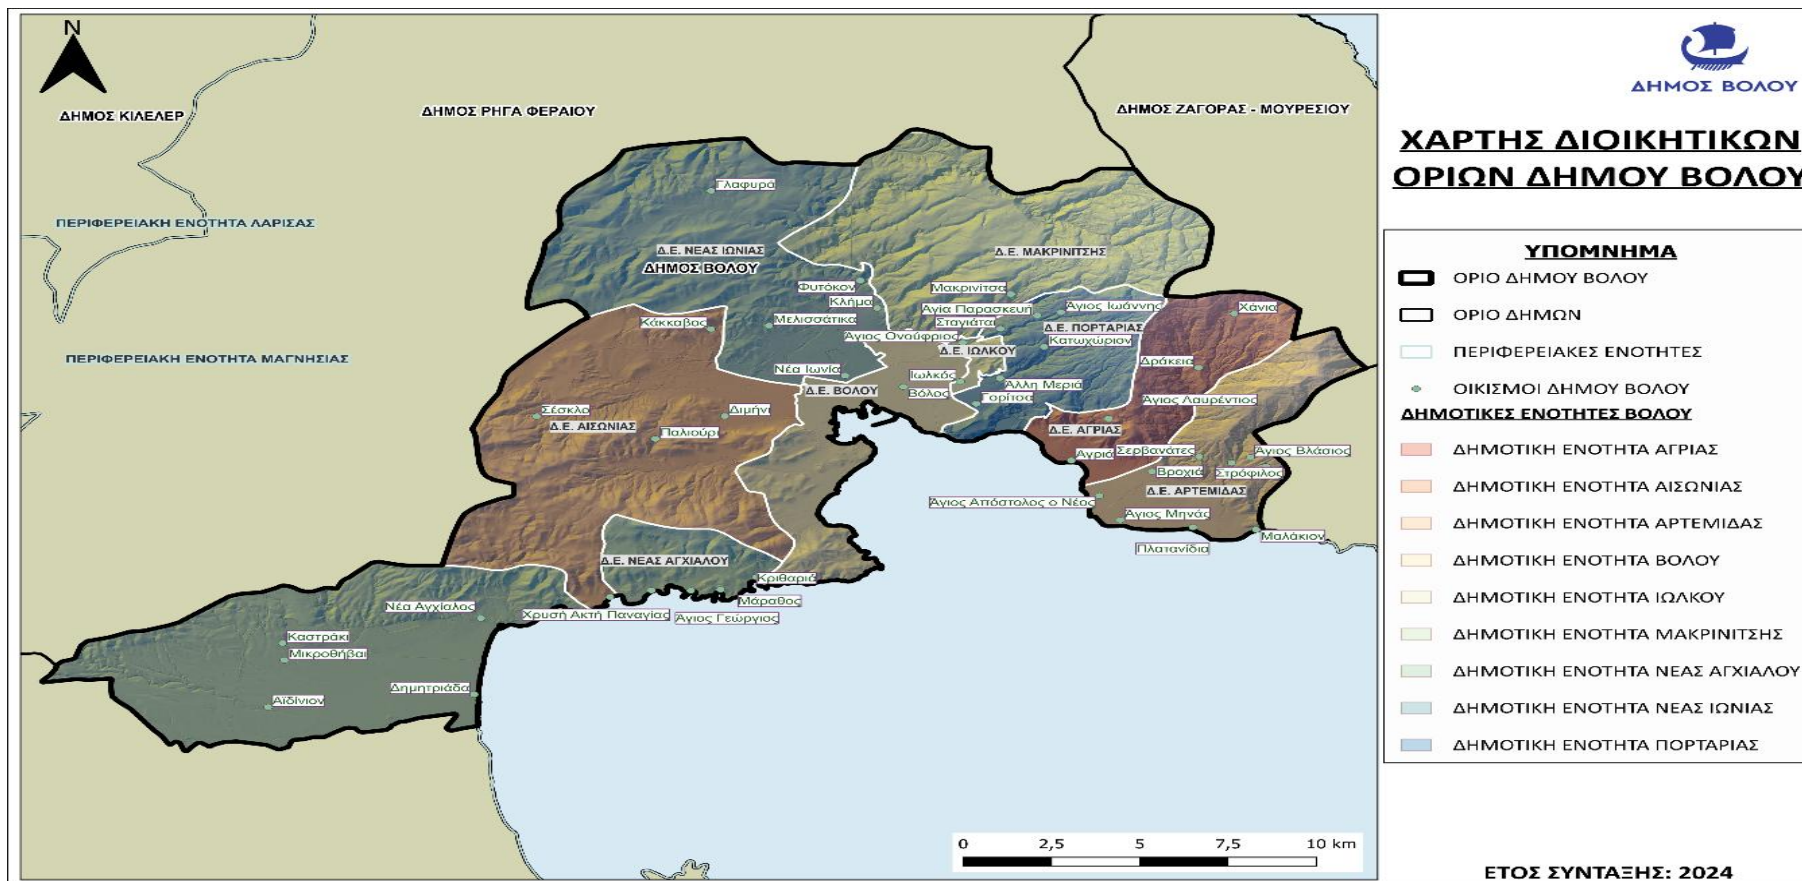 N
ΔΗΜΟΣ ΚΙΛΕΛΕΡ
ΔΗΜΟΣ ΡΗΓΑ ΦΕΡΑΙΟΥ
ΔΗΜΟΣ ΖΑΓΟΡΑΣ - ΜΟΥΡΕΣΙΟΥ
ΠΕΡΙΦΕΡΕΙΑΚΗ ΕΝΟΤΗΤΑ ΛΑΡΙΣΑΣ
ΠΕΡΙΦΕΡΕΙΑΚΗ ΕΝΟΤΗΤΑ ΜΑΓΝΗΣΙΑΣ
Γλαφυρά
Δ.Ε. ΝΕΑΣ ΙΩΝΙΑΣ
ΔΗΜΟΣ ΒΟΛΟΥ
Δ.Ε. ΜΑΚΡΙΝΙΤΣΗΣ
Φυτόκον
Κλήμα
Μακρινίτσα
Αγία Παρασκευή
Άγιος Ιωάννης
Χάνια
Κάκκαβος
Μελισσάτικα
Σταγιάτα
Δ.Ε. ΠΟΡΤΑΡΙΑΣ
Άγιος Ονούφριος
Κατωχώριον
Δ.Ε. ΙΩΛΚΟΥ
Δράκεια
Νέα Ιωνία
Ιωλκός
Άλλη Μεριά
Δ.Ε. ΒΟΛΟΥ
Βόλος
Γορίτσα
Άγιος Λαυρέντιος
Σέσκλο
Διμήνι
Δ.Ε. ΑΙΣΩΝΙΑΣ
Παλιούρι
Δ.Ε. ΑΓΡΙΑΣ
Αγριά
Σερβανάτες
Άγιος Βλάσιος
Βροχιά
Στρόφιλος
Δ.Ε. ΑΡΤΕΜΙΔΑΣ
Άγιος Απόστολος ο Νέος
Άγιος Μηνάς
Πλατανίδια
Μαλάκιον
Δ.Ε. ΝΕΑΣ ΑΓΧΙΑΛΟΥ
Κριθαριά
Μάραθος
Νέα Αγχίαλος
Χρυσή Ακτή Παναγίας
Άγιος Γεώργιος
Καστράκι
Μικροθήβαι
Δημητριάδα
Αϊδίνιον
0 2,5 5 7,5 10 km
ΔΗΜΟΣ ΒΟΛΟΥ
ΧΑΡΤΗΣ ΔΙΟΙΚΗΤΙΚΩΝ
ΟΡΙΩΝ ΔΗΜΟΥ ΒΟΛΟΥ
ΥΠΟΜΝΗΜΑ
ΟΡΙΟ ΔΗΜΟΥ ΒΟΛΟΥ
ΟΡΙΟ ΔΗΜΩΝ
ΠΕΡΙΦΕΡΕΙΑΚΕΣ ΕΝΟΤΗΤΕΣ
ΟΙΚΙΣΜΟΙ ΔΗΜΟΥ ΒΟΛΟΥ
ΔΗΜΟΤΙΚΕΣ ΕΝΟΤΗΤΕΣ ΒΟΛΟΥ
ΔΗΜΟΤΙΚΗ ΕΝΟΤΗΤΑ ΑΓΡΙΑΣ
ΔΗΜΟΤΙΚΗ ΕΝΟΤΗΤΑ ΑΙΣΩΝΙΑΣ
ΔΗΜΟΤΙΚΗ ΕΝΟΤΗΤΑ ΑΡΤΕΜΙΔΑΣ
ΔΗΜΟΤΙΚΗ ΕΝΟΤΗΤΑ ΒΟΛΟΥ
ΔΗΜΟΤΙΚΗ ΕΝΟΤΗΤΑ ΙΩΛΚΟΥ
ΔΗΜΟΤΙΚΗ ΕΝΟΤΗΤΑ ΜΑΚΡΙΝΙΤΣΗΣ
ΔΗΜΟΤΙΚΗ ΕΝΟΤΗΤΑ ΝΕΑΣ ΑΓΧΙΑΛΟΥ
ΔΗΜΟΤΙΚΗ ΕΝΟΤΗΤΑ ΝΕΑΣ ΙΩΝΙΑΣ
ΔΗΜΟΤΙΚΗ ΕΝΟΤΗΤΑ ΠΟΡΤΑΡΙΑΣ
ΕΤΟΣ ΣΥΝΤΑΞΗΣ: 2024